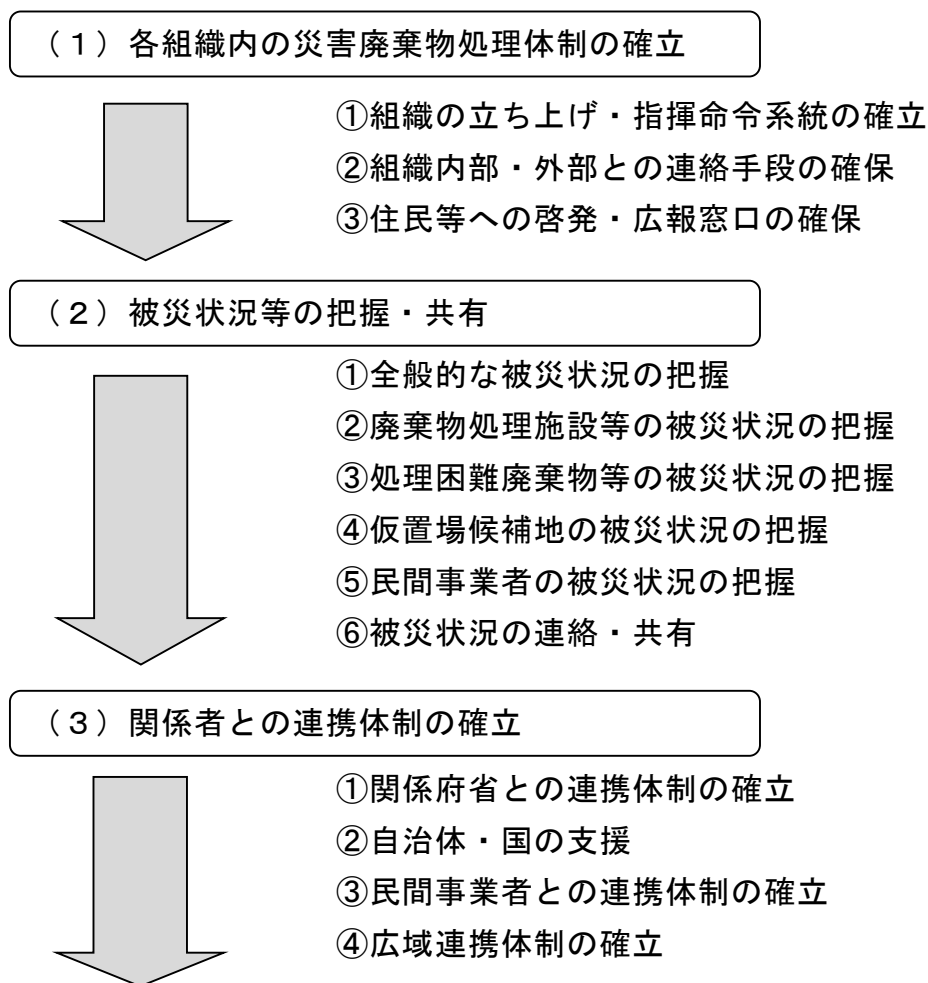 （１）各組織内の災害廃棄物処理体制の確立
①組織の立ち上げ・指揮命令系統の確立
②組織内部・外部との連絡手段の確保
③住民等への啓発・広報窓口の確保
（２）被災状況等の把握・共有
①全般的な被災状況の把握
②廃棄物処理施設等の被災状況の把握
③処理困難廃棄物等の被災状況の把握
④仮置場候補地の被災状況の把握
⑤民間事業者の被災状況の把握
⑥被災状況の連絡・共有
（３）関係者との連携体制の確立
①関係府省との連携体制の確立
②自治体・国の支援
③民間事業者との連携体制の確立
④広域連携体制の確立